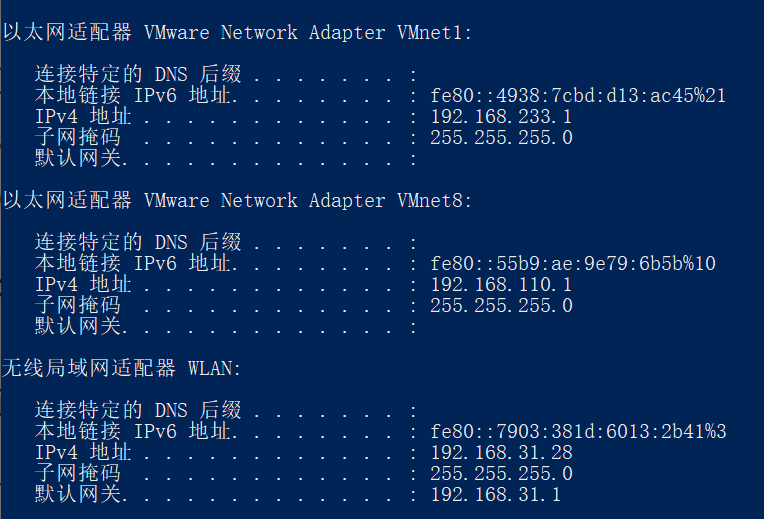 以太网适配器 VMware Network Adapter VMnet1:
连接特定的 DNS 后缀 . . . . . . . :
本地链接 IPv6 地址. . . . . . . . : fe80::4938:7cbd:d13:ac45%21
IPv4 地址 . . . . . . . . . . . . : 192.168.233.1
子网掩码  . . . . . . . . . . . . : 255.255.255.0
默认网关. . . . . . . . . . . . . :
以太网适配器 VMware Network Adapter VMnet8:
连接特定的 DNS 后缀 . . . . . . . :
本地链接 IPv6 地址. . . . . . . . : fe80::55b9:ae:9e79:6b5b%10
IPv4 地址 . . . . . . . . . . . . : 192.168.110.1
子网掩码  . . . . . . . . . . . . : 255.255.255.0
默认网关. . . . . . . . . . . . . :
无线局域网适配器 WLAN:
连接特定的 DNS 后缀 . . . . . . . :
本地链接 IPv6 地址. . . . . . . . : fe80::7903:381d:6013:2b41%3
IPv4 地址 . . . . . . . . . . . . : 192.168.31.28
子网掩码  . . . . . . . . . . . . : 255.255.255.0
默认网关. . . . . . . . . . . . . : 192.168.31.1